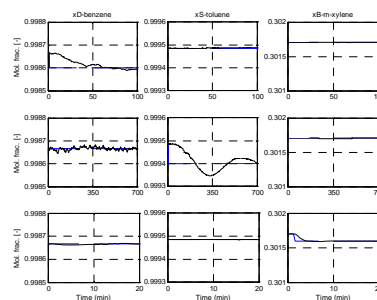 xD-benzene xS-toluene xB-m-xylene
Mol. frac. [-]
0.9988 0.9996 0.302
0.9987 0.9995
0.3015
0.9986 0.9994
0.9985 0.9993 0.301
0 50 100 0 50 100 0 50 100
Mol. frac. [-]
0.9988 0.9996 0.302
0.9987 0.9995
0.3015
0.9986 0.9994
0.9985 0.9993 0.301
0 350 700 0 350 700 0 350 700
Mol. frac. [-]
0.9988 0.9996 0.302
0.9987 0.9995
0.3015
0.9986 0.9994
0.9985 0.9993 0.301
0 10 20 0 10 20 0 10 20
Time (min) Time (min) Time (min)